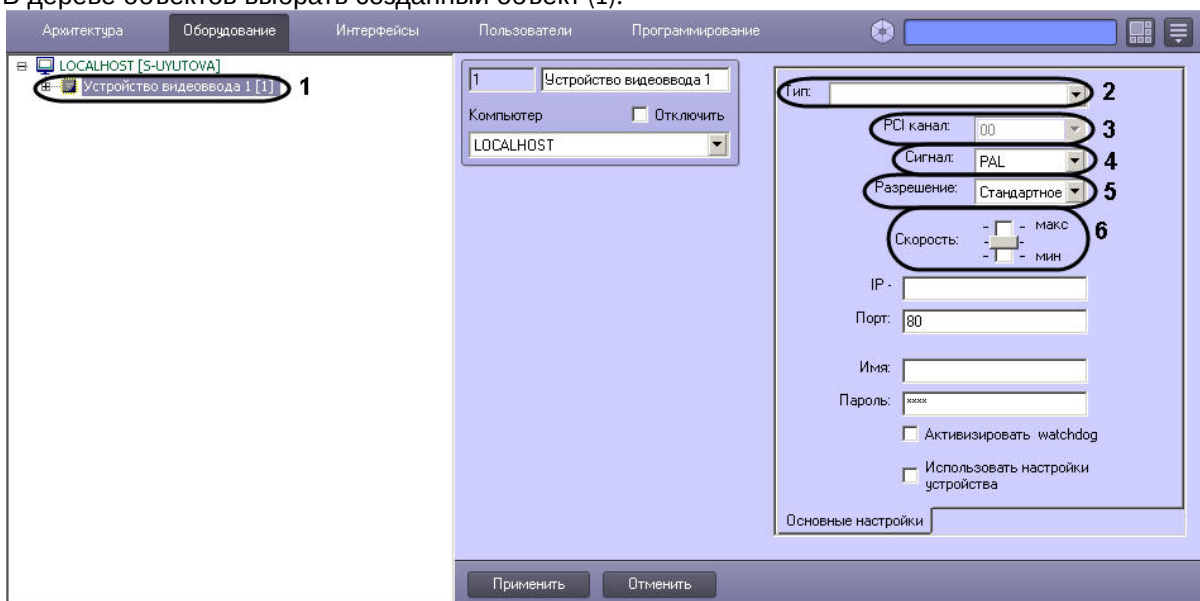 В дереве объектов выбрать созданный объект (1).
Архитектура Оборудование Интерфейсы Пользователи Программирование
LOCALHOST [S-UYUTOVA]
Устройство видеоввода 1 [1] 1
1 Устройство видеоввода 1
Компьютер Отключить
LOCALHOST
Тип: 2
PCI канал: 00 3
Сигнал: PAL 4
Разрешение: Стандартное 5
Скорость: - - макс 6
- -
- - мин
IP -
Порт: 80
Имя:
Пароль: ****
Активизировать watchdog
Использовать настройки
устройства
Основные настройки
Применить Отменить